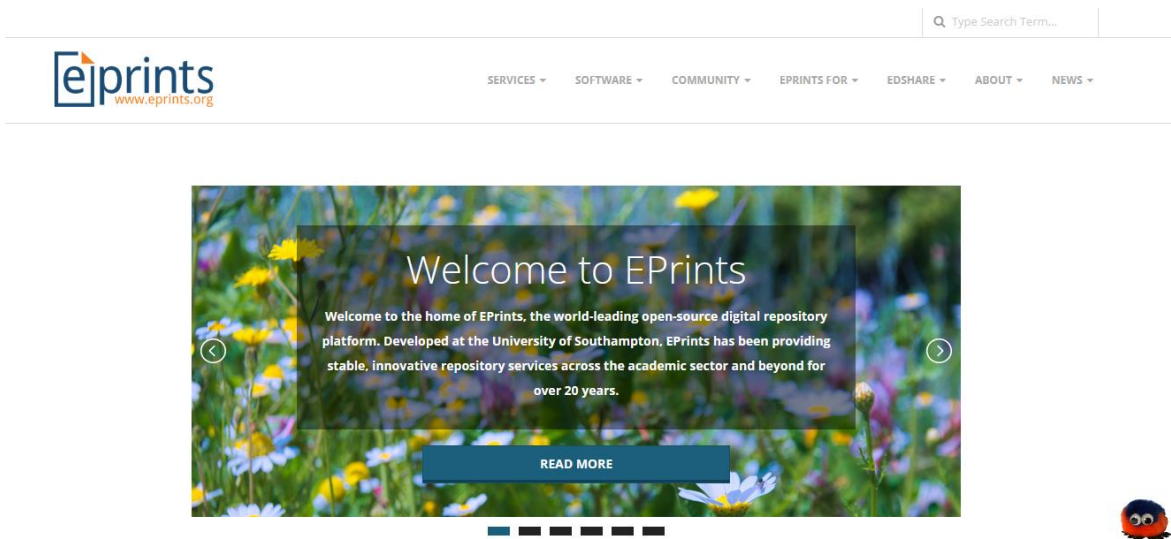 Type Search Term...
eprints
www.eprints.org
SERVICES
SOFTWARE
COMMUNITY
EPRINTS FOR
EDSHARE
ABOUT
NEWS
Welcome to EPrints
Welcome to the home of EPrints, the world-leading open-source digital repository
platform. Developed at the University of Southampton, EPrints has been providing
stable, innovative repository services across the academic sector and beyond for
over 20 years.
READ MORE